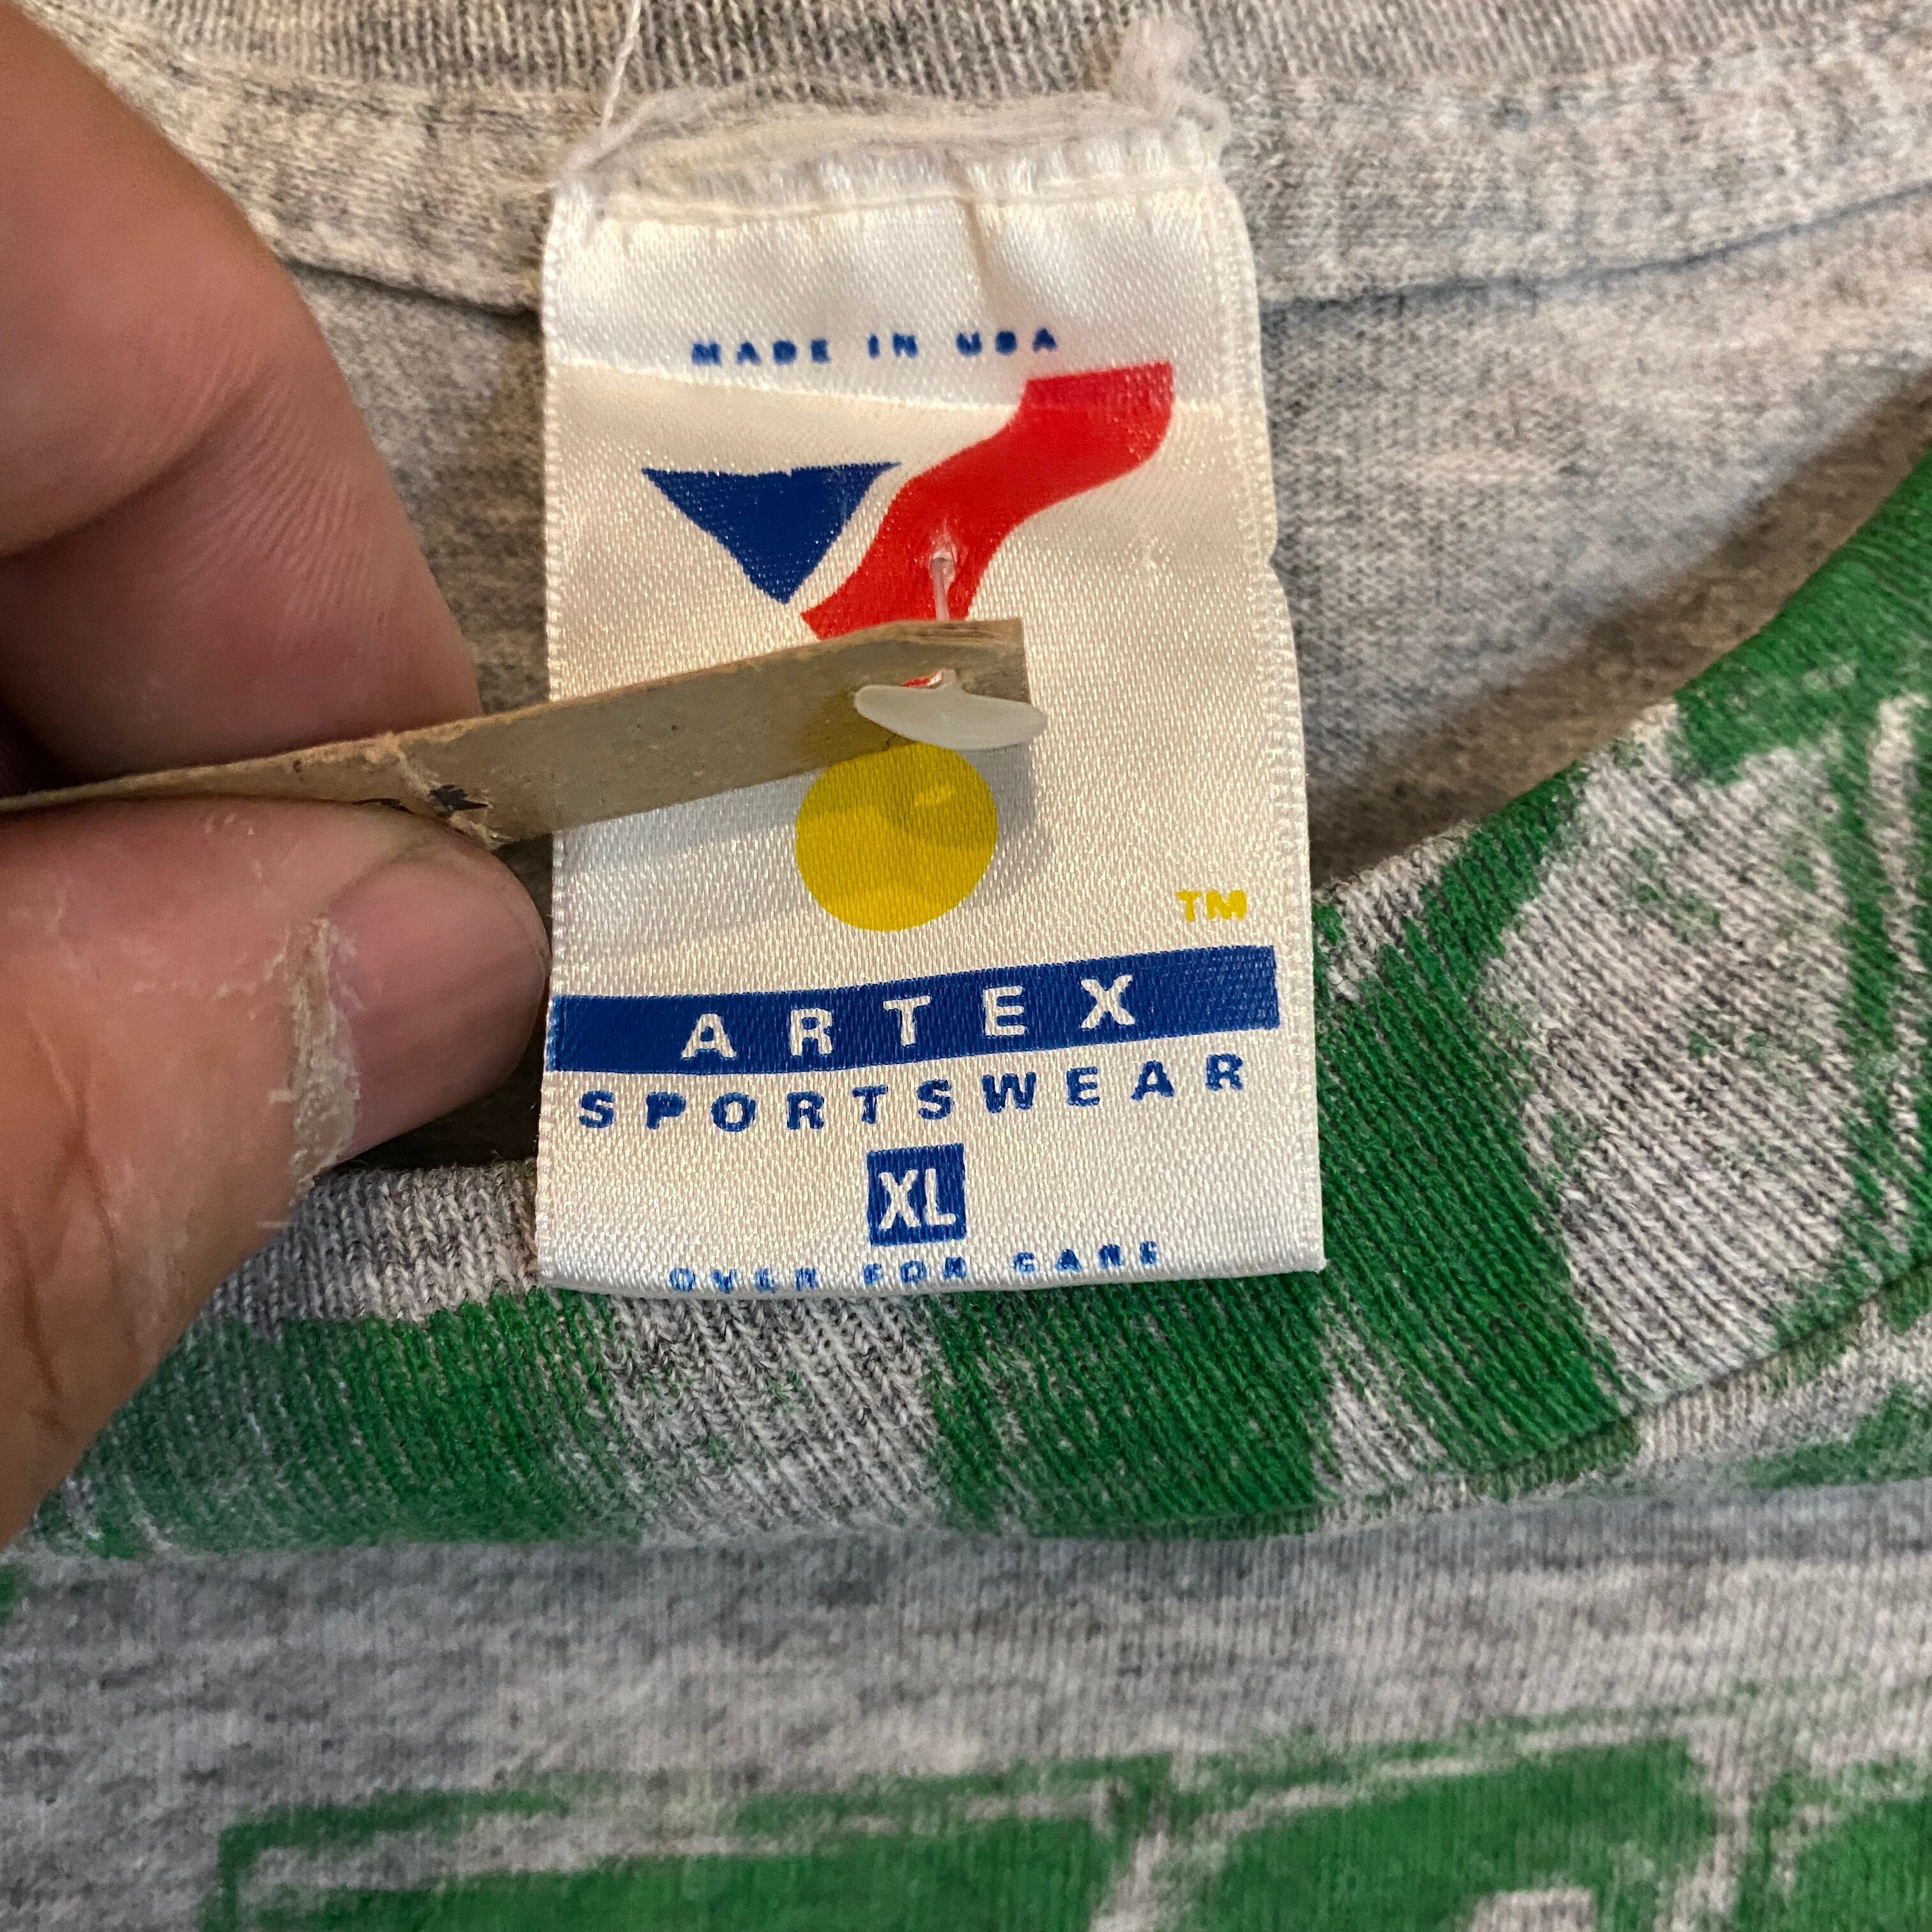 MADE IN USA
TM
ARTEX
SPORTSWEAR
XL
OVER FOR CARE